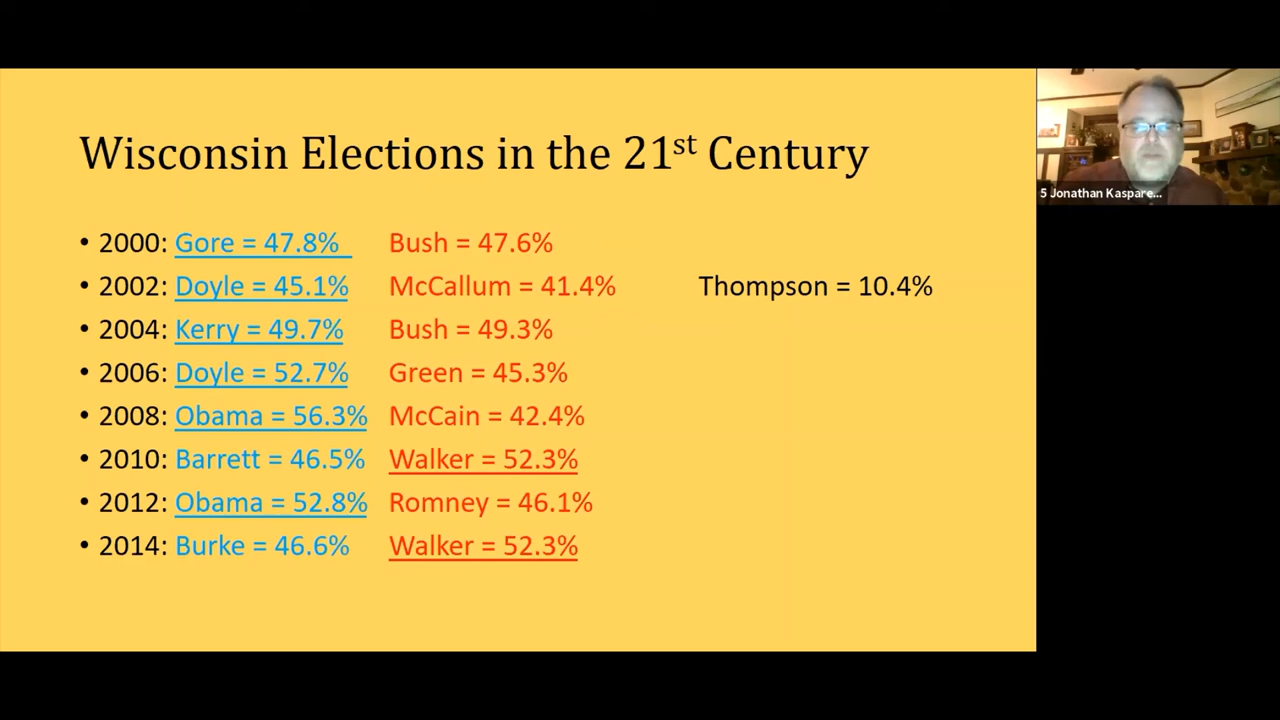 Wisconsin Elections in the 21st Century
• 2000: Gore = 47.8% Bush = 47.6%
• 2002: Doyle = 45.1% McCallum = 41.4% Thompson = 10.4%
• 2004: Kerry = 49.7% Bush = 49.3%
• 2006: Doyle = 52.7% Green = 45.3%
• 2008: Obama = 56.3% McCain = 42.4%
• 2010: Barrett = 46.5% Walker = 52.3%
• 2012: Obama = 52.8% Romney = 46.1%
• 2014: Burke = 46.6% Walker = 52.3%
5 Jonathan Kaspare...